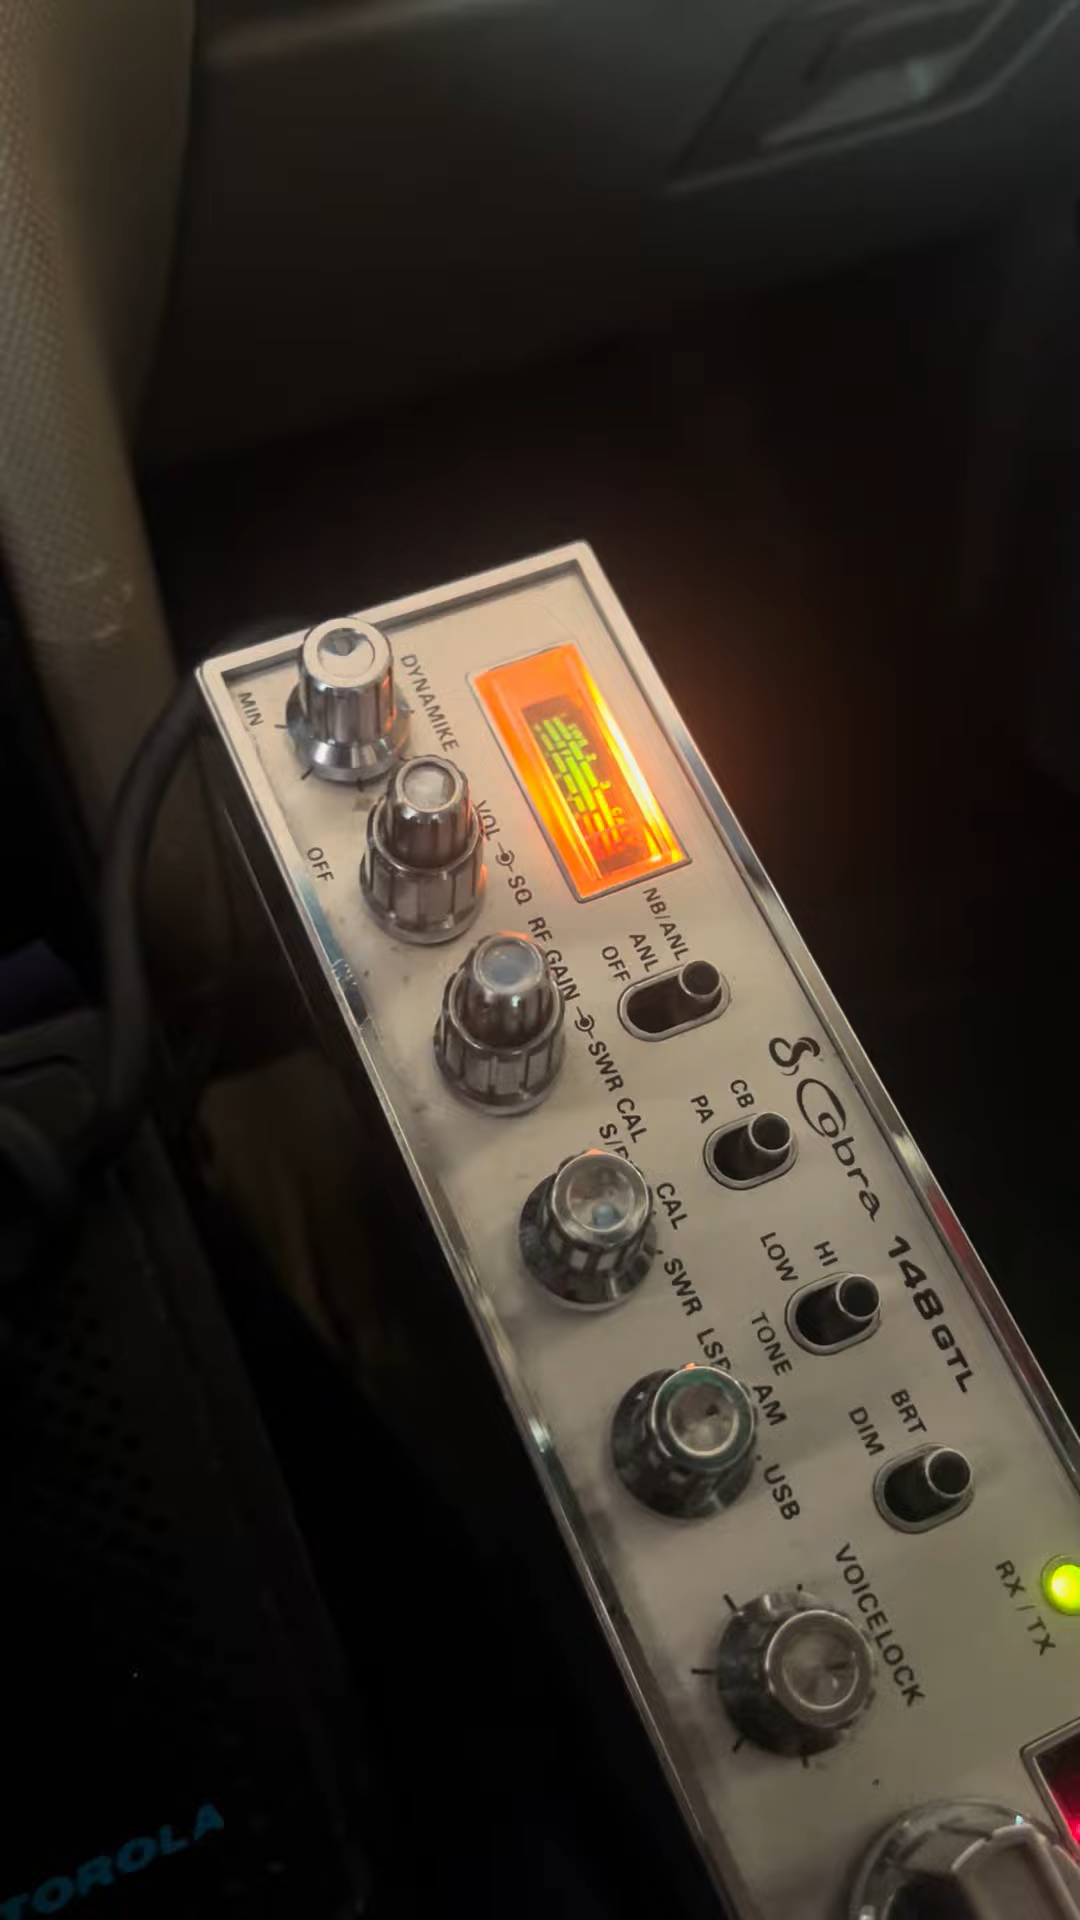 DYNAMIKE
MIN
VOL SQ
OFF
RF GAIN SWR CAL
NB/ANL
ANL
OFF
CB
PA
Cobra 148GTL
CAL
SWR
HI
LOW
TONE
AM
USB
BRT
DIM
VOICELOCK
RX / TX
TOROLA